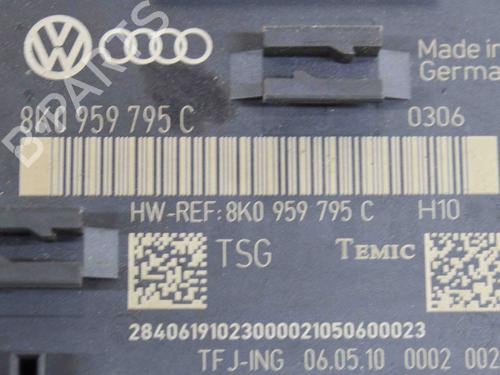 Made in
German
8K0 959 795 C
0306
HW-REF: 8K0 959 795 C H10
TSG
TEMIC
28406191023000021050600023
TFJ-ING 06.05.10 0002 002